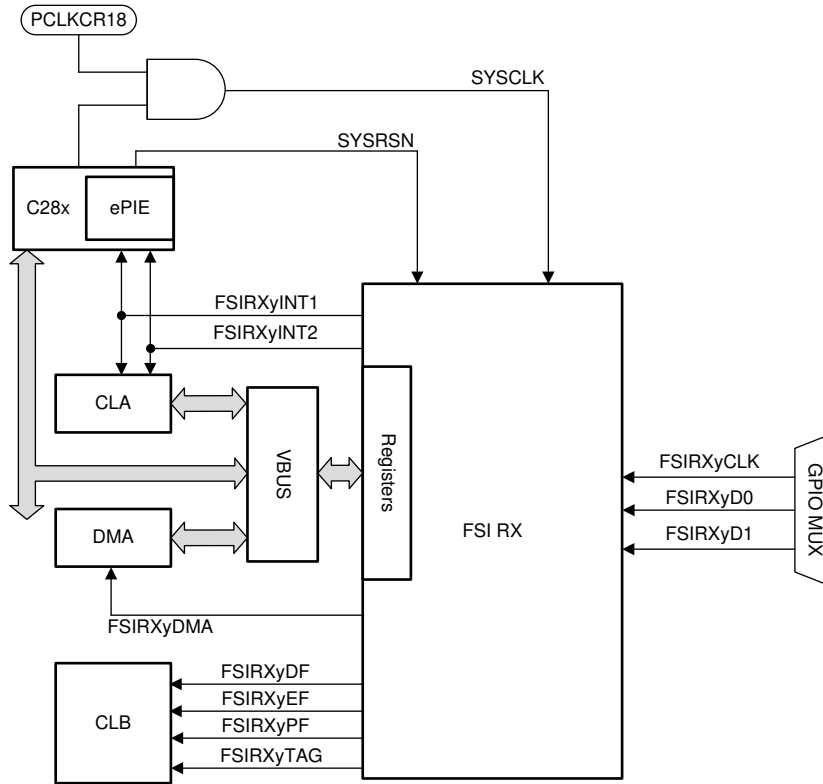 PCLKCR18
SYSCLK
SYSRSN
C28x
ePIE
FSIRXyINT1
FSIRXyINT2
CLA
VBUS
Registers
FSIRXyCLK
FSIRXyD0
FSIRXyD1
GPIO MUX
FSI RX
DMA
FSIRXyDMA
FSIRXyDF
FSIRXyEF
FSIRXyPF
FSIRXyTAG
CLB